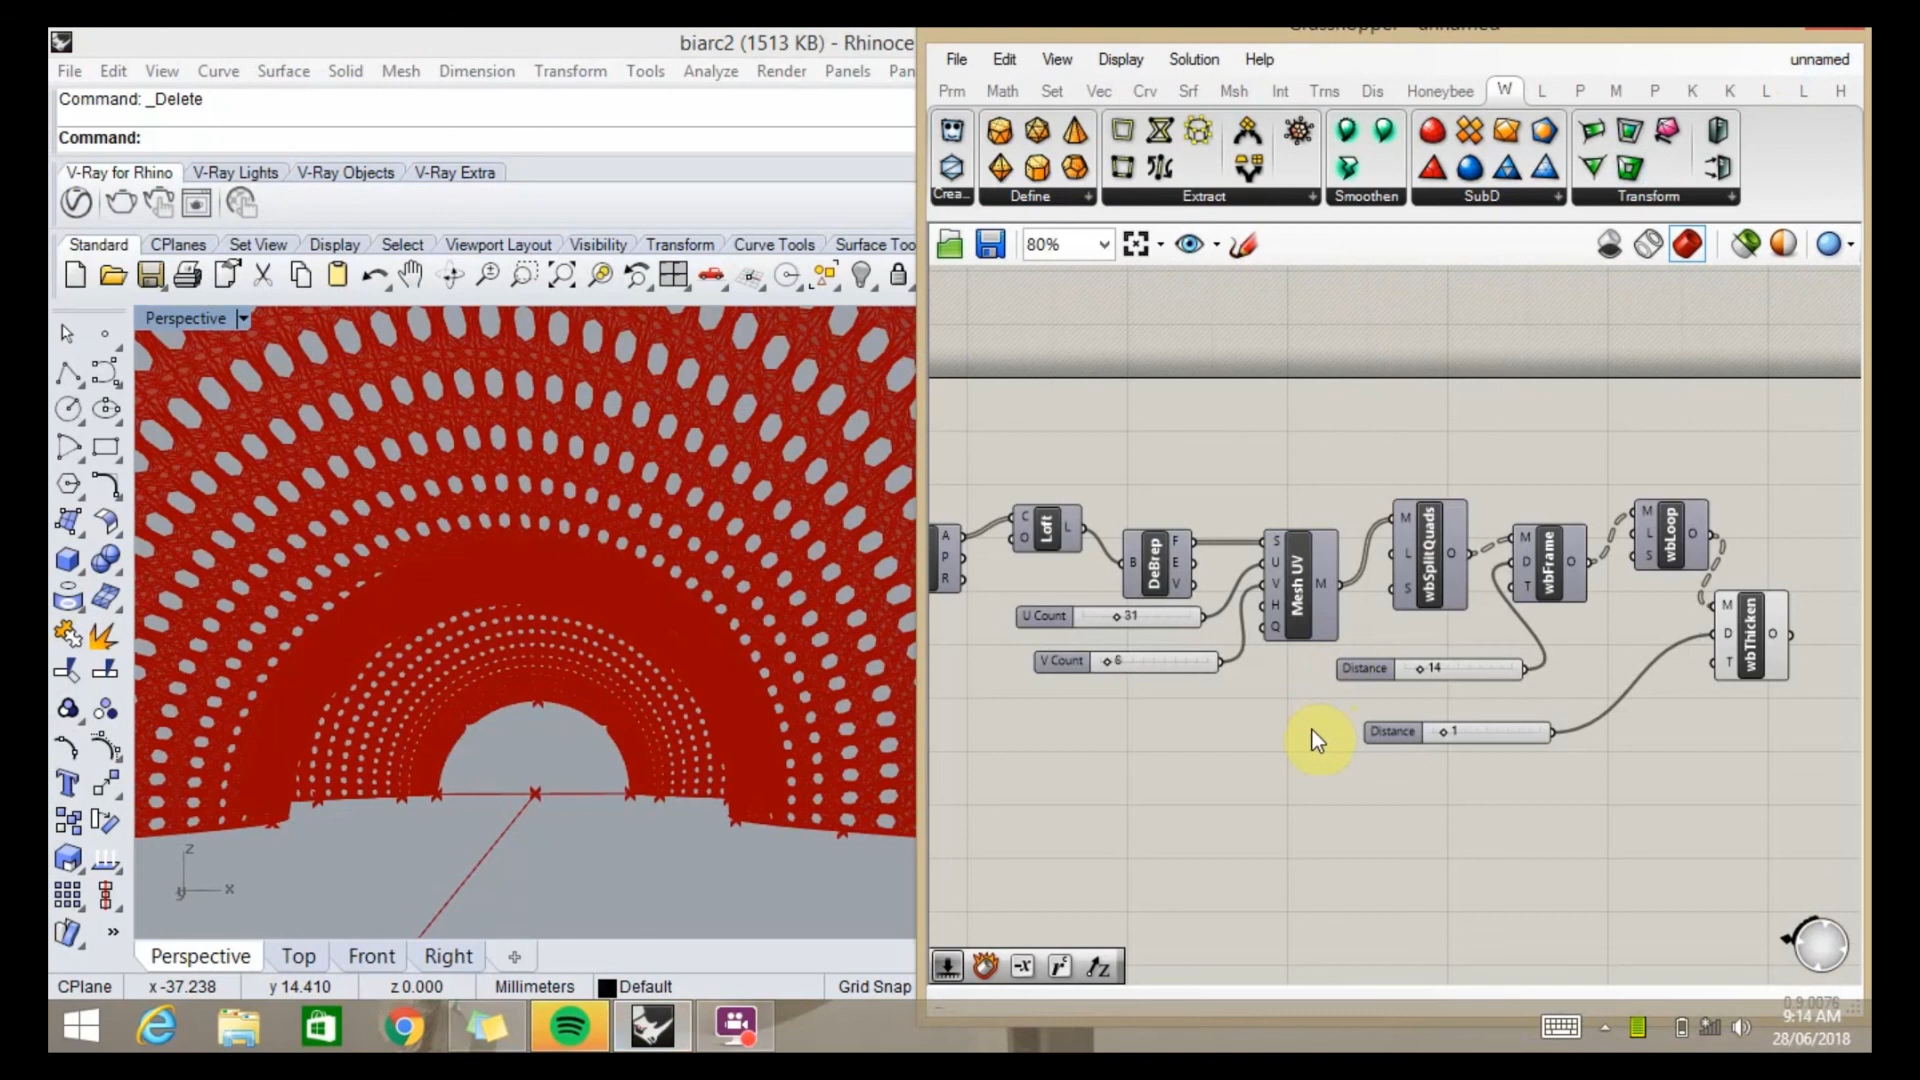 biarc2 (1513 KB) - Rhinoce
File Edit View Curve Surface Solid Mesh Dimension Transform Tools Analyze Render Panels Pan
Command: _Delete
Command:
V-Ray for Rhino V-Ray Lights V-Ray Objects V-Ray Extra
Standard CPlanes Set View Display Select Viewport Layout Visibility Transform Curve Tools Surface Too
Perspective
z
y x
Perspective Top Front Right
CPlane x -37.238 y 14.410 z 0.000 Millimeters Default Grid Snap
File Edit View Display Solution Help unnamed
Prm Math Set Vec Crv Srf Msh Int Trns Dis Honeybee W L P M P K K L L H
Crea... Define Extract Smoothen SubD Transform
80%
A P R
C O Loft L
B DeBrep F E V
S U V H Q Mesh UV M
M L S wbSplitQuads O
M D T wbFrame O
M L S wbLoop O
M D T wbThicken O
U Count 31
V Count 6
Distance 14
Distance 1
0.9.0076
9:14 AM
28/06/2018